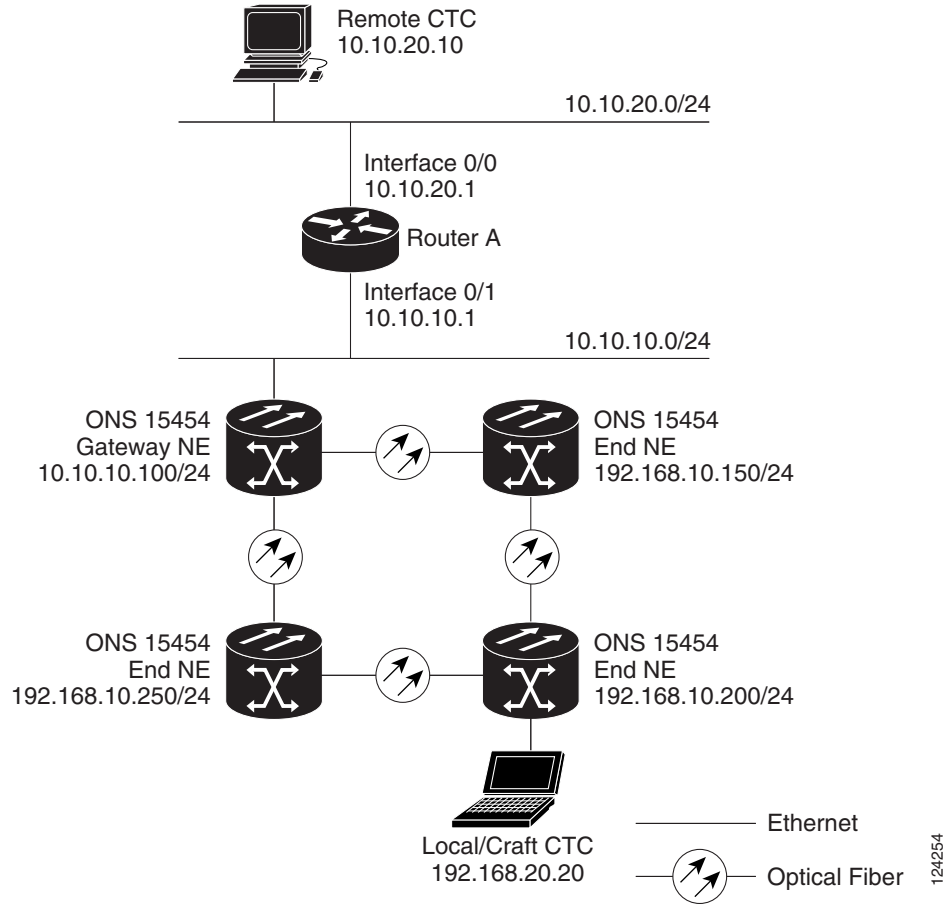 Remote CTC
10.10.20.10
10.10.20.0/24
Interface 0/0
10.10.20.1
Router A
Interface 0/1
10.10.10.1
10.10.10.0/24
ONS 15454
Gateway NE
10.10.10.100/24
ONS 15454
End NE
192.168.10.150/24
ONS 15454
End NE
192.168.10.250/24
ONS 15454
End NE
192.168.10.200/24
Local/Craft CTC
192.168.20.20
Ethernet
Optical Fiber
124254